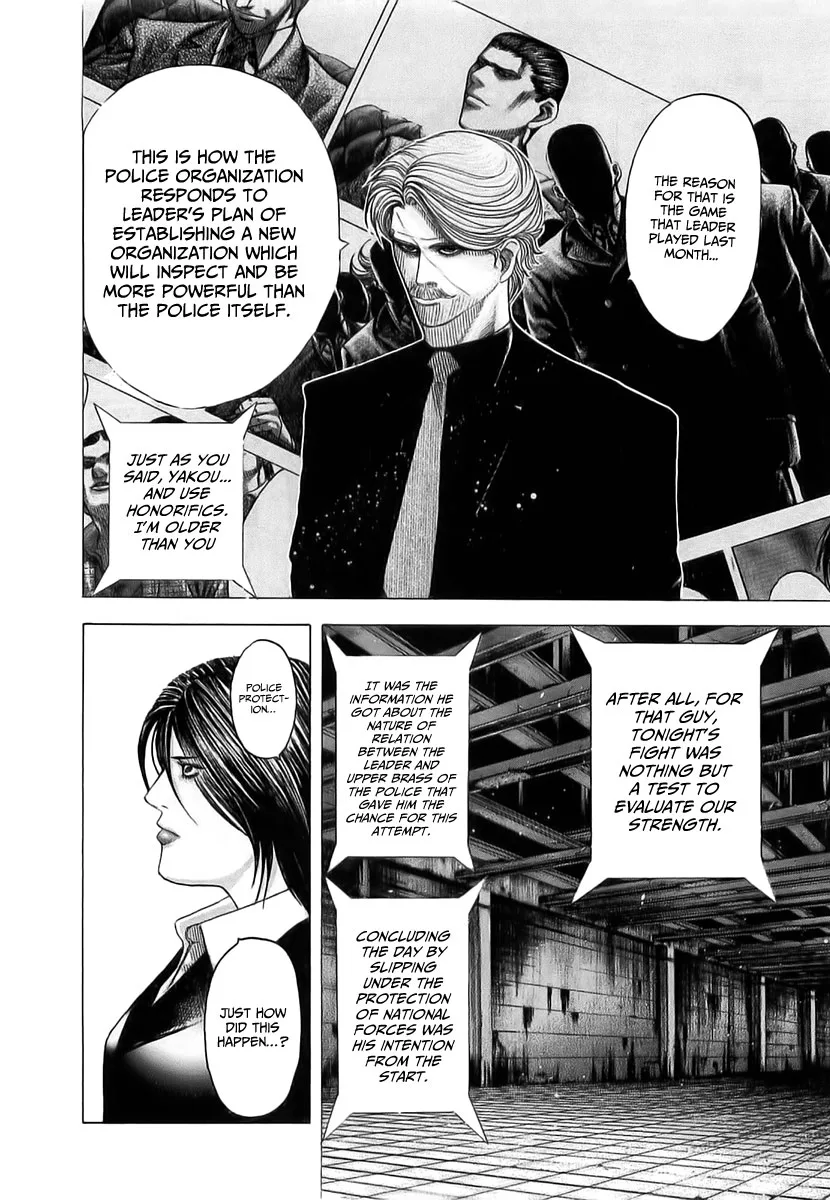 THE REASON
FOR THAT IS
THE GAME
THAT LEADER
PLAYED LAST
MONTH...
THIS IS HOW THE
POLICE ORGANIZATION
RESPONDS TO
LEADER'S PLAN OF
ESTABLISHING A NEW
ORGANIZATION WHICH
WILL INSPECT AND BE
MORE POWERFUL THAN
THE POLICE ITSELF.
JUST AS YOU
SAID, YAKOU...
AND USE
HONORIFICS.
I'M OLDER
THAN YOU
AFTER ALL, FOR
THAT GUY,
TONIGHT'S
FIGHT WAS
NOTHING BUT
A TEST TO
EVALUATE OUR
STRENGTH.
IT WAS THE
INFORMATION HE
GOT ABOUT THE
NATURE OF
RELATION
BETWEEN THE
LEADER AND
UPPER BRASS OF
THE POLICE THAT
GAVE HIM THE
CHANCE FOR THIS
ATTEMPT.
CONCLUDING
THE DAY BY
SLIPPING
UNDER THE
PROTECTION
OF NATIONAL
FORCES WAS
HIS INTENTION
FROM THE
START.
POLICE
PROTECT-
ION...
JUST HOW
DID THIS
HAPPEN...?